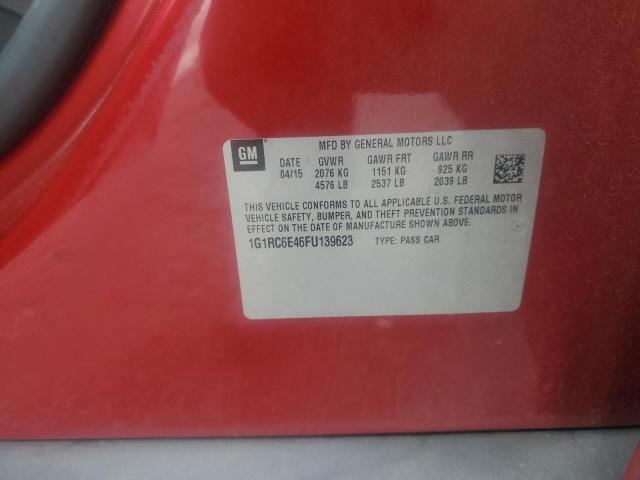 GM
MFD BY GENERAL MOTORS LLC
DATE GVWR GAWR FRT GAWR RR
04/15 2076 KG 1151 KG 925 KG
4576 LB 2537 LB 2039 LB
THIS VEHICLE CONFORMS TO ALL APPLICABLE U.S. FEDERAL MOTOR
VEHICLE SAFETY, BUMPER, AND THEFT PREVENTION STANDARDS IN
EFFECT ON THE DATE OF MANUFACTURE SHOWN ABOVE.
1G1RC6E46FU139623 TYPE: PASS CAR